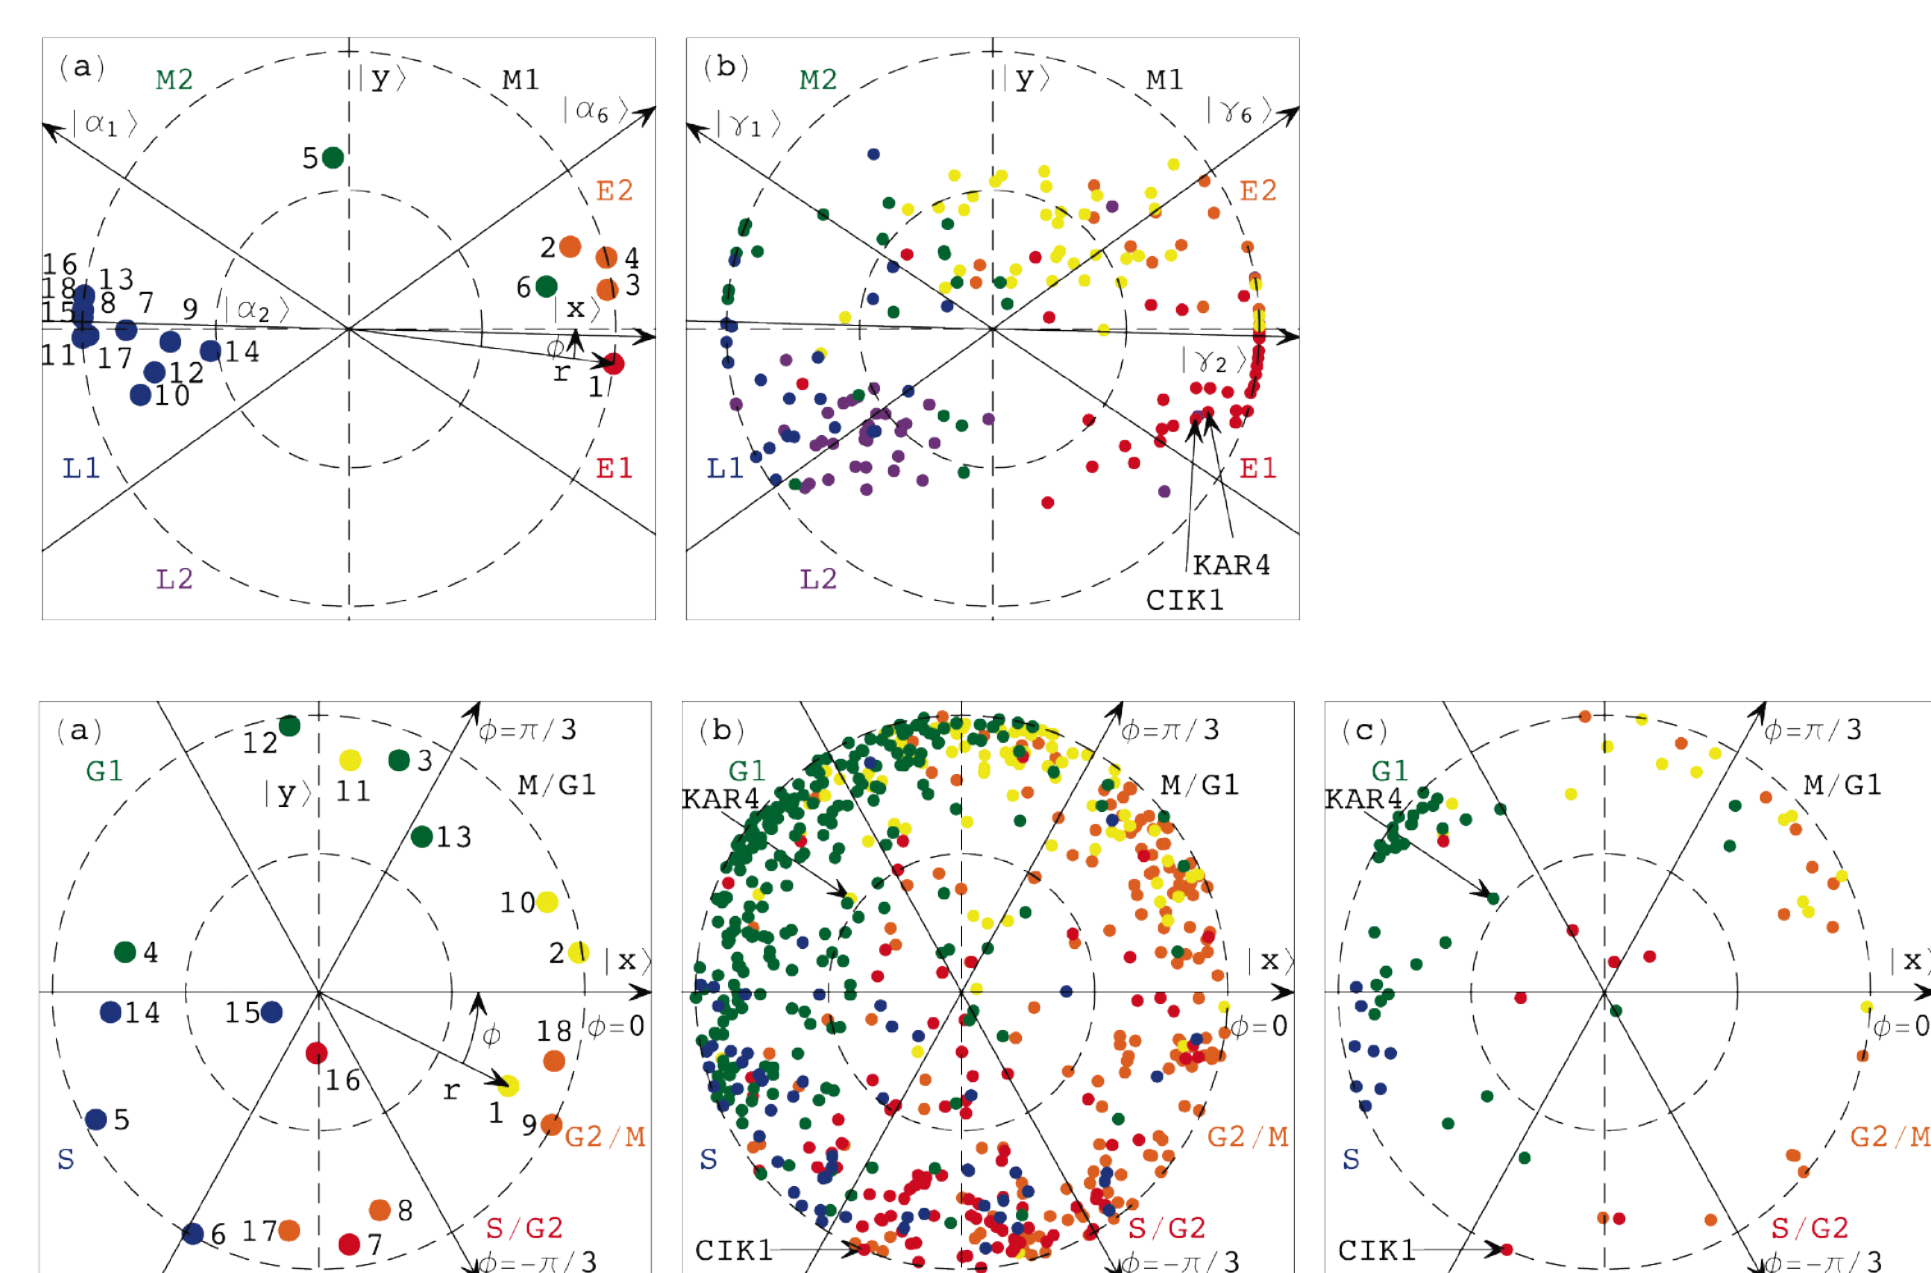 (a) M2 |y⟩ M1
|α₁⟩ |α₆⟩
5
E2
2 4
16 13
18 8 7 9 |α₂⟩ 6 |x⟩ 3
15
11 17 14 ϕ
12 r 1
10
L1 E1
L2
(b) M2 |y⟩ M1
|γ₁⟩ |γ₆⟩
E2
|γ₂⟩
L1 E1
KAR4
L2 CIK1
(a) 12 ϕ=π/3
G1 11 3
|y⟩ M/G1
13
10
4 2 |x⟩
14 15 18 ϕ=0
ϕ
16 r 1
5 9 G2/M
S
6 17 8 S/G2
7 ϕ=−π/3
(b) ϕ=π/3
G1 M/G1
KAR4
|x⟩
ϕ=0
G2/M
S
S/G2
CIK1 ϕ=−π/3
(c) ϕ=π/3
G1 M/G1
KAR4
|x⟩
ϕ=0
G2/M
S
S/G2
CIK1 ϕ=−π/3